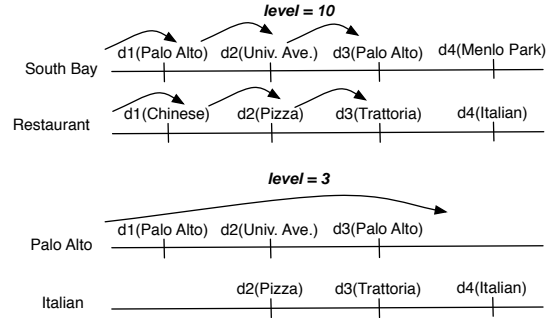 level = 10
d1(Palo Alto) d2(Univ. Ave.) d3(Palo Alto) d4(Menlo Park)
South Bay
d1(Chinese) d2(Pizza) d3(Trattoria) d4(Italian)
Restaurant
level = 3
d1(Palo Alto) d2(Univ. Ave.) d3(Palo Alto)
Palo Alto
d2(Pizza) d3(Trattoria) d4(Italian)
Italian